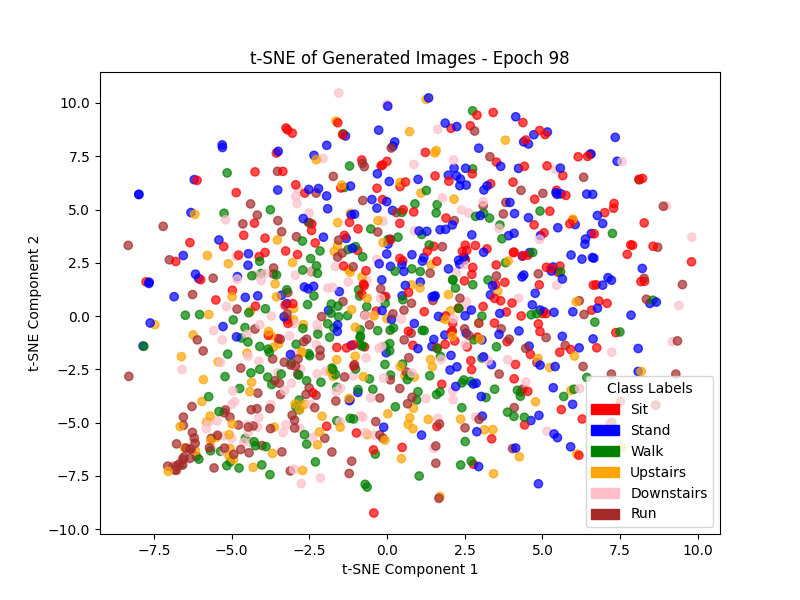 t-SNE of Generated Images - Epoch 98
t-SNE Component 2
10.0
7.5
5.0
2.5
0.0
−2.5
−5.0
−7.5
−10.0
Class Labels
Sit
Stand
Walk
Upstairs
Downstairs
Run
−7.5 −5.0 −2.5 0.0 2.5 5.0 7.5 10.0
t-SNE Component 1